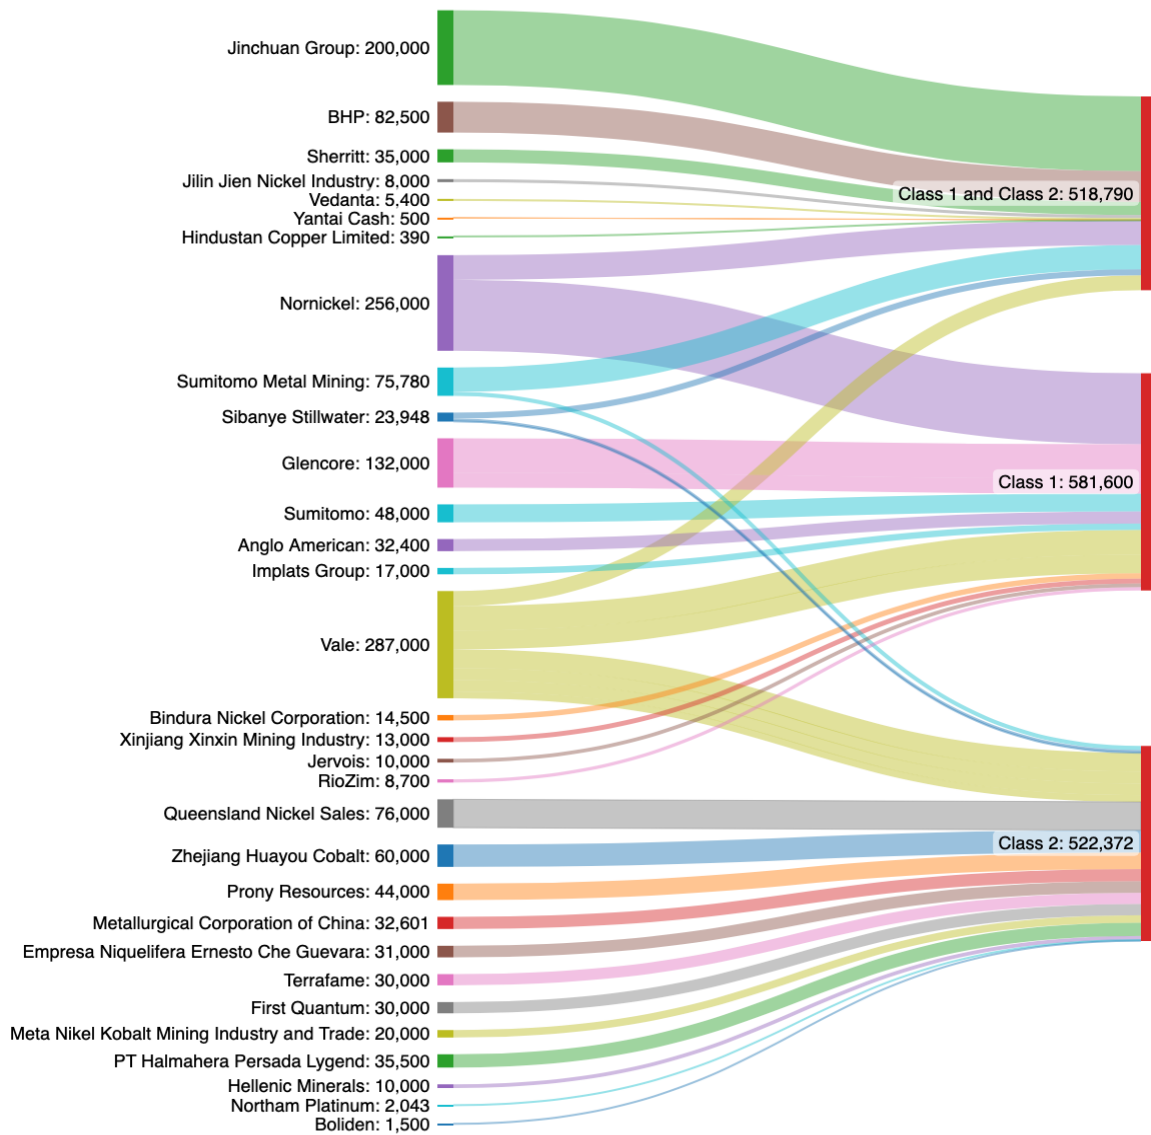 Jinchuan Group: 200,000
BHP: 82,500
Sherritt: 35,000
Jilin Jien Nickel Industry: 8,000
Vedanta: 5,400
Yantai Cash: 500
Hindustan Copper Limited: 390
Nornickel: 256,000
Sumitomo Metal Mining: 75,780
Sibanye Stillwater: 23,948
Glencore: 132,000
Sumitomo: 48,000
Anglo American: 32,400
Implats Group: 17,000
Vale: 287,000
Bindura Nickel Corporation: 14,500
Xinjiang Xinxin Mining Industry: 13,000
Jervois: 10,000
RioZim: 8,700
Queensland Nickel Sales: 76,000
Zhejiang Huayou Cobalt: 60,000
Prony Resources: 44,000
Metallurgical Corporation of China: 32,601
Empresa Niquelifera Ernesto Che Guevara: 31,000
Terrafame: 30,000
First Quantum: 30,000
Meta Nikel Kobalt Mining Industry and Trade: 20,000
PT Halmahera Persada Lygend: 35,500
Hellenic Minerals: 10,000
Northam Platinum: 2,043
Boliden: 1,500
Class 1 and Class 2: 518,790
Class 1: 581,600
Class 2: 522,372